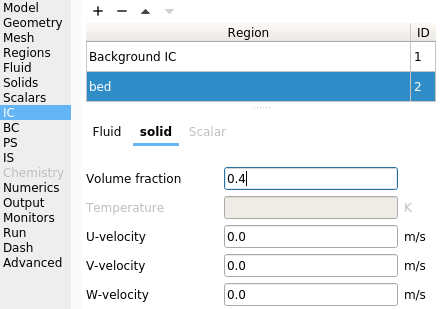 Model
Geometry
Mesh
Regions
Fluid
Solids
Scalars
IC
BC
PS
IS
Chemistry
Numerics
Output
Monitors
Run
Dash
Advanced
Region ID
Background IC 1
bed 2
Fluid solid Scalar
Volume fraction 0.4
Temperature K
U-velocity 0.0 m/s
V-velocity 0.0 m/s
W-velocity 0.0 m/s